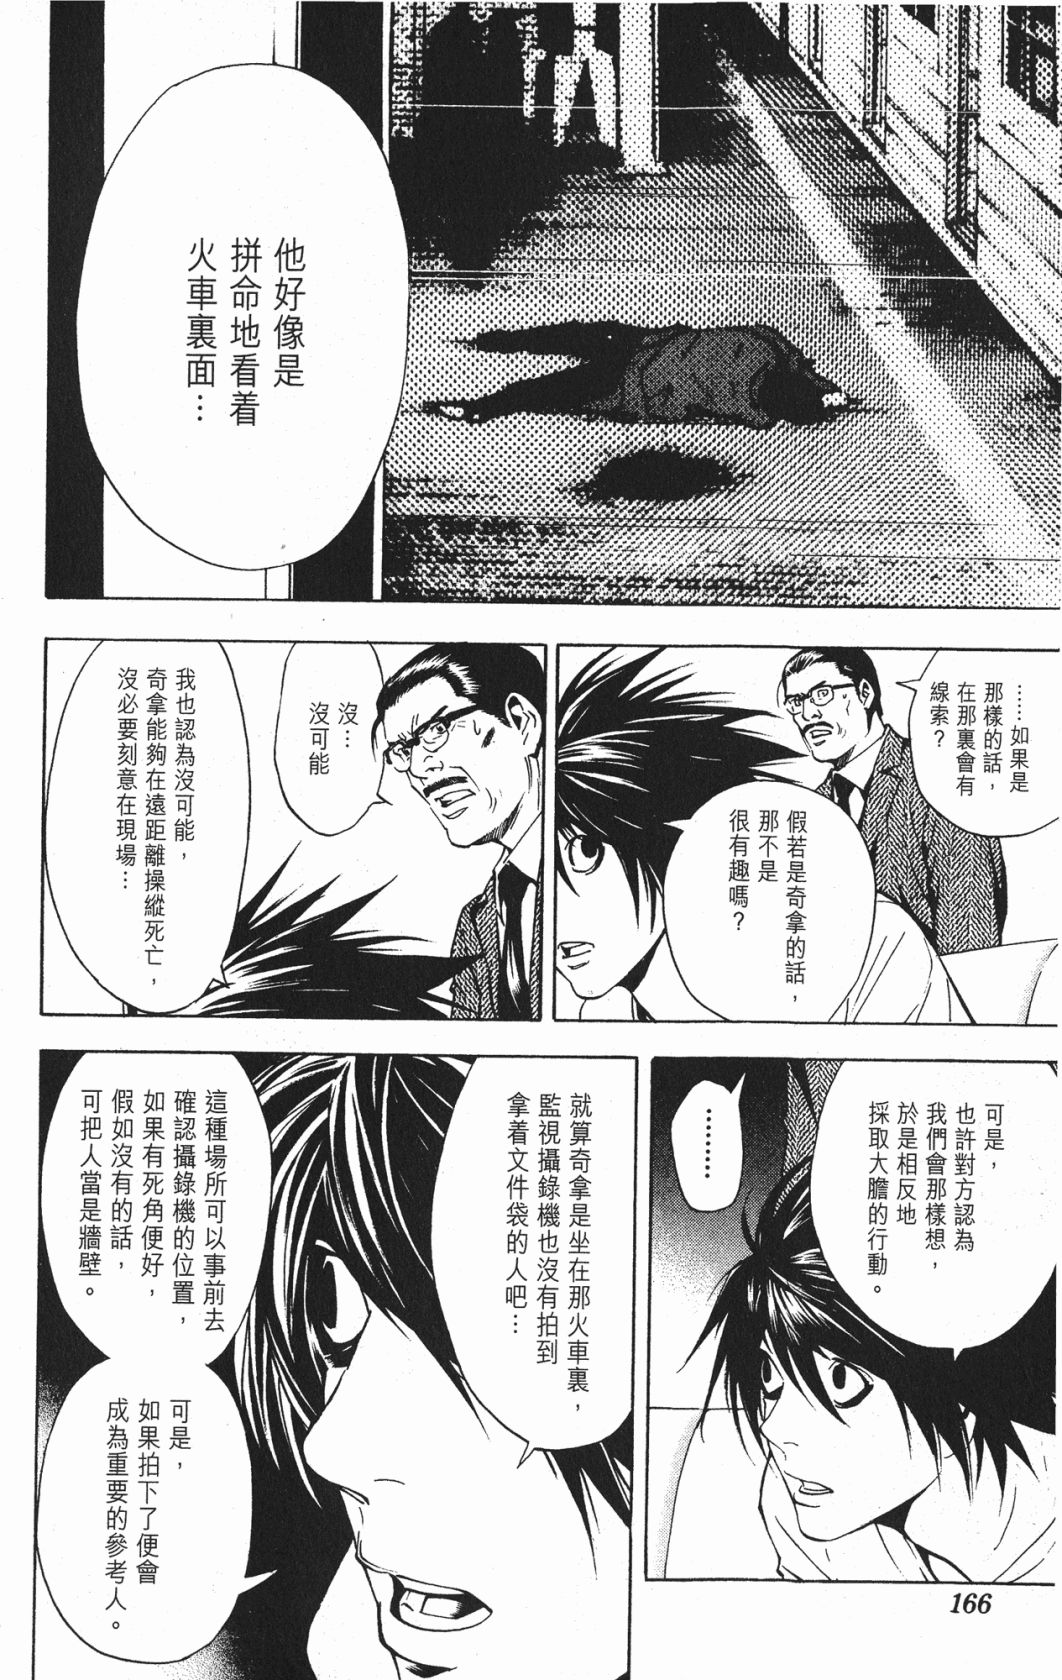 他好像是
拼命地看着
火車裏面…
……如果是
那樣的話，
在那裏會有
線索？
假若是奇拿的話，
那不是
很有趣嗎？
沒…
沒可能
我也認為沒可能，
奇拿能夠在遠距離操縱死亡，
沒必要刻意在現場…
可是，
也許對方認為
我們會那樣想，
於是相反地
採取大膽的行動。
………
就算奇拿是坐在那火車裏，
監視攝錄機也沒有拍到
拿着文件袋的人吧…
這種場所可以事前去
確認攝錄機的位置，
如果有死角便好，
假如沒有的話，
可把人當是牆壁。
可是，
如果拍下了便會
成為重要的參考人。
166